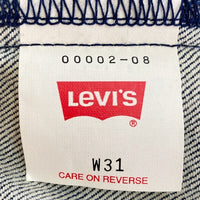 00002-08
Levi's
®
W31
CARE ON REVERSE